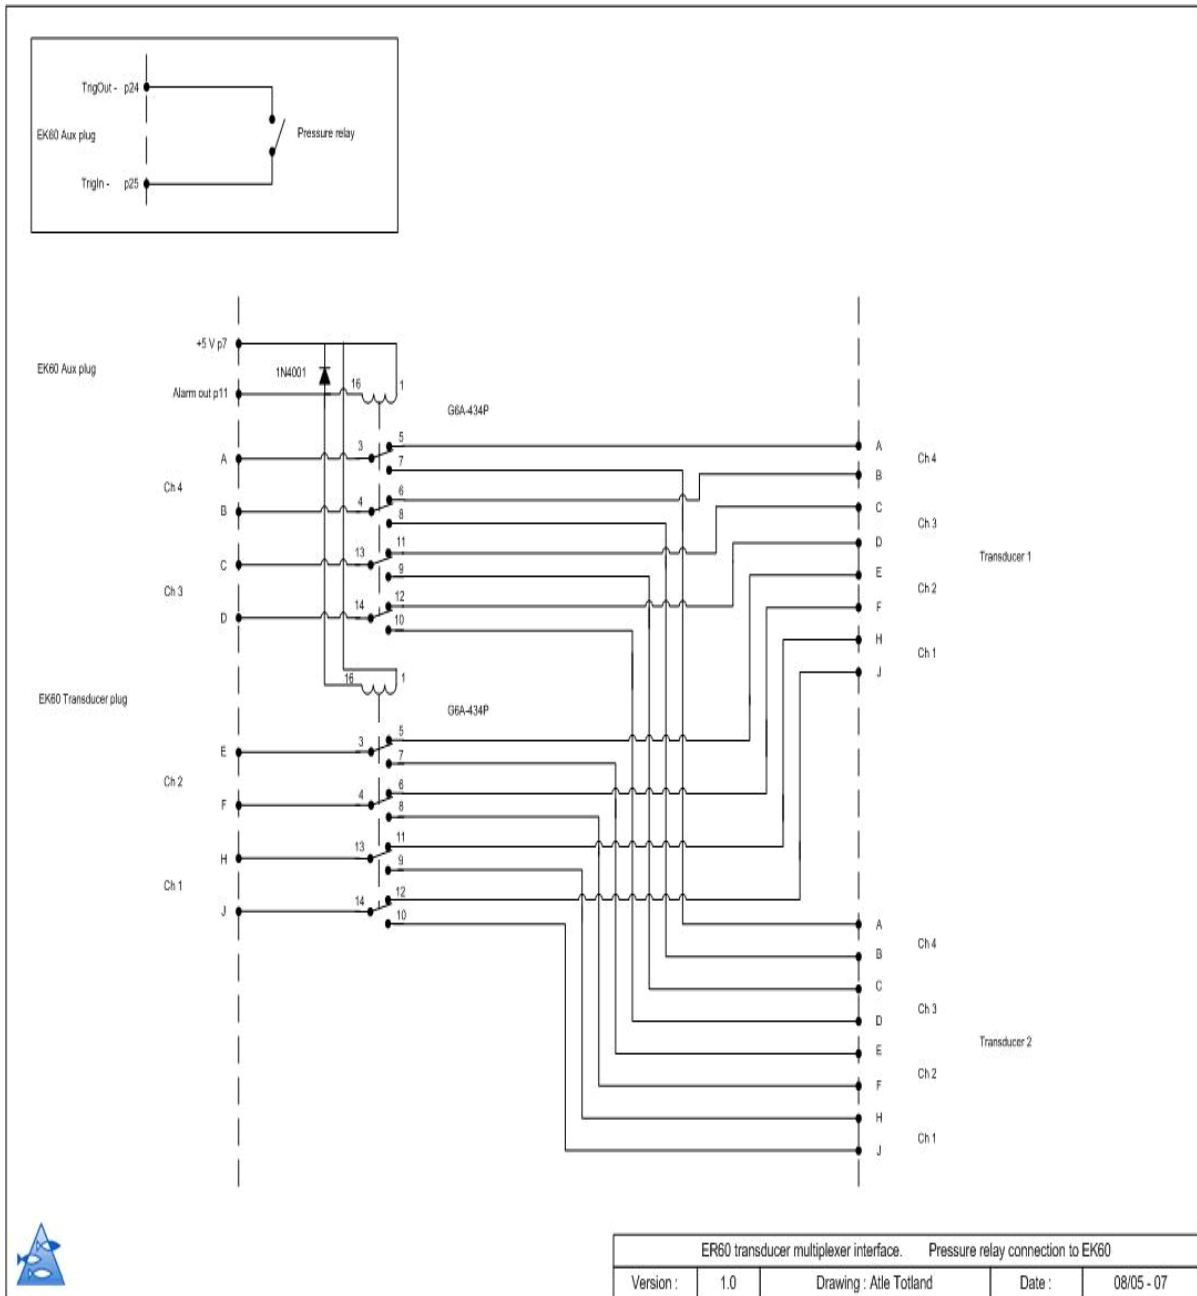 TrigOut - p24
EK60 Aux plug
Pressure relay
TrigIn - p25
+5 V p7
EK60 Aux plug
1N4001
16
1
Alarm out p11
G6A-434P
A
3
5
7
Ch 4
B
4
6
8
C
13
11
9
Ch 3
D
14
12
10
16
1
EK60 Transducer plug
G6A-434P
E
3
5
7
Ch 2
F
4
6
8
H
13
11
9
Ch 1
J
14
12
10
A
Ch 4
B
C
Ch 3
D
Transducer 1
E
Ch 2
F
H
Ch 1
J
A
Ch 4
B
C
Ch 3
D
Transducer 2
E
Ch 2
F
H
Ch 1
J
ER60 transducer multiplexer interface. Pressure relay connection to EK60
Version : 1.0 Drawing : Atle Totland Date : 08/05 - 07